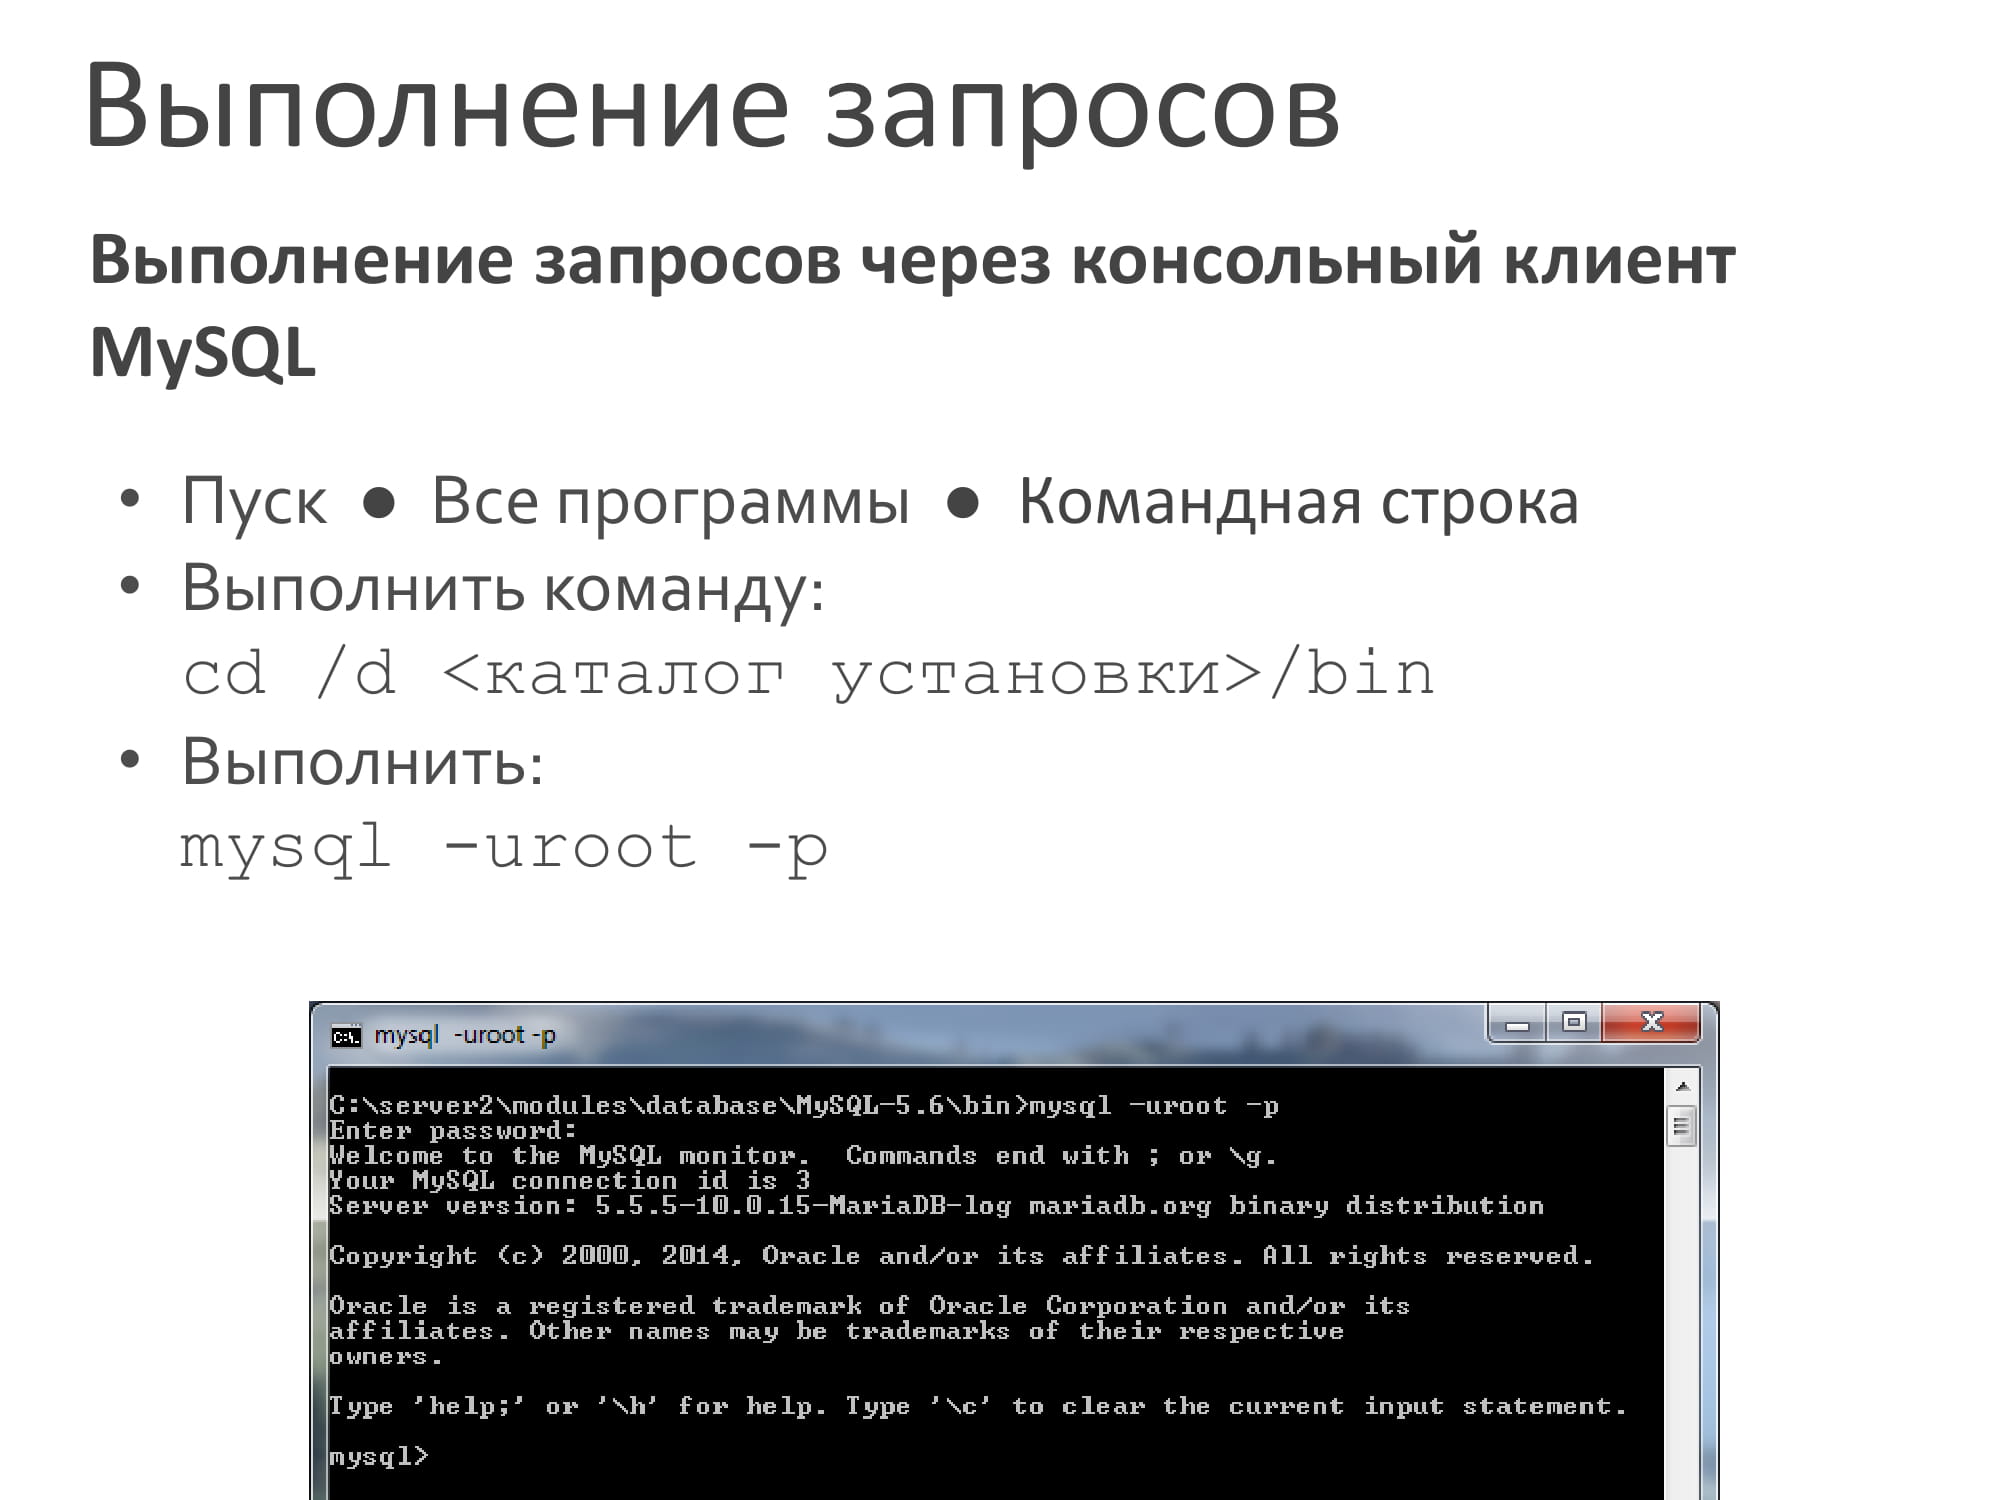 Выполнение запросов
Выполнение запросов через консольный клиент
MySQL
• Пуск ● Все программы ● Командная строка
• Выполнить команду:
cd /d <каталог установки>/bin
• Выполнить:
mysql -uroot -p
mysql -uroot -p
C:\server2\modules\database\MySQL-5.6\bin>mysql -uroot -p
Enter password:
Welcome to the MySQL monitor.  Commands end with ; or \g.
Your MySQL connection id is 3
Server version: 5.5.5-10.0.15-MariaDB-log mariadb.org binary distribution
Copyright (c) 2000, 2014, Oracle and/or its affiliates. All rights reserved.
Oracle is a registered trademark of Oracle Corporation and/or its
affiliates. Other names may be trademarks of their respective
owners.
Type 'help;' or '\h' for help. Type '\c' to clear the current input statement.
mysql>